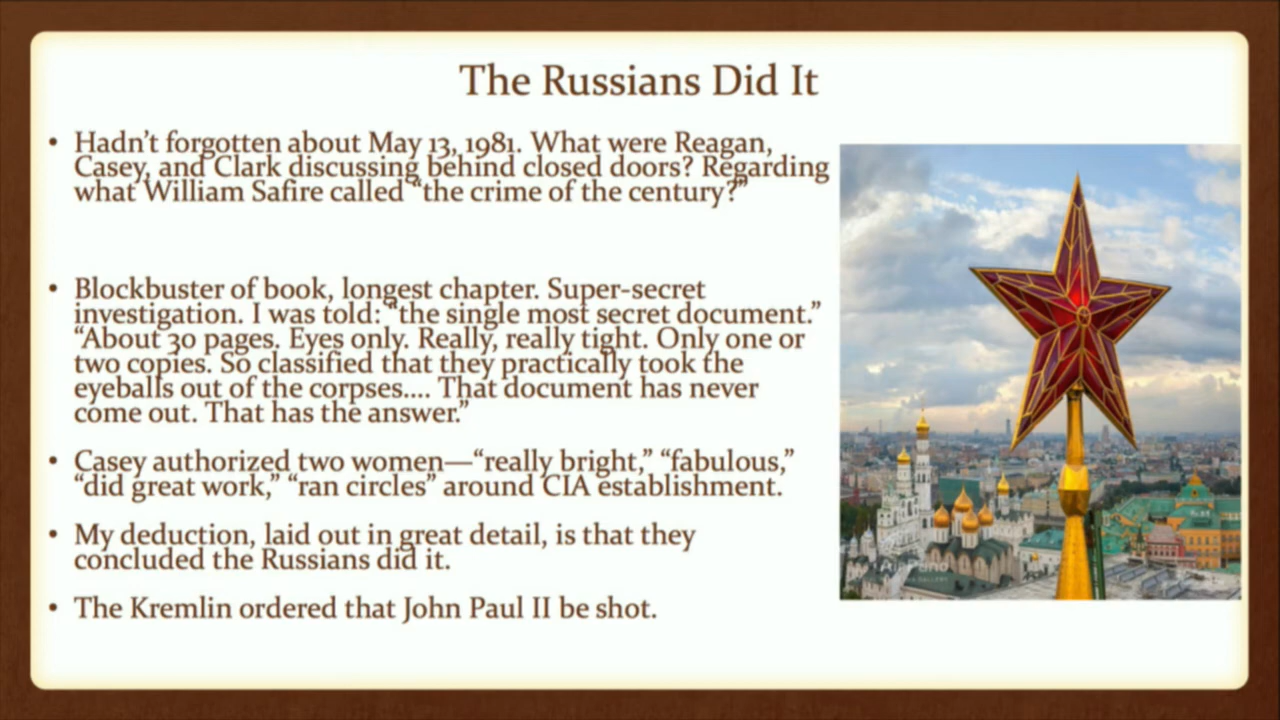 The Russians Did It
• Hadn't forgotten about May 13, 1981. What were Reagan,
Casey, and Clark discussing behind closed doors? Regarding
what William Safire called “the crime of the century?”
• Blockbuster of book, longest chapter. Super-secret
investigation. I was told: “the single most secret document.”
“About 30 pages. Eyes only. Really, really tight. Only one or
two copies. So classified that they practically took the
eyeballs out of the corpses.... That document has never
come out. That has the answer.”
• Casey authorized two women—“really bright,” “fabulous,”
“did great work,” “ran circles” around CIA establishment.
• My deduction, laid out in great detail, is that they
concluded the Russians did it.
• The Kremlin ordered that John Paul II be shot.
AirPano